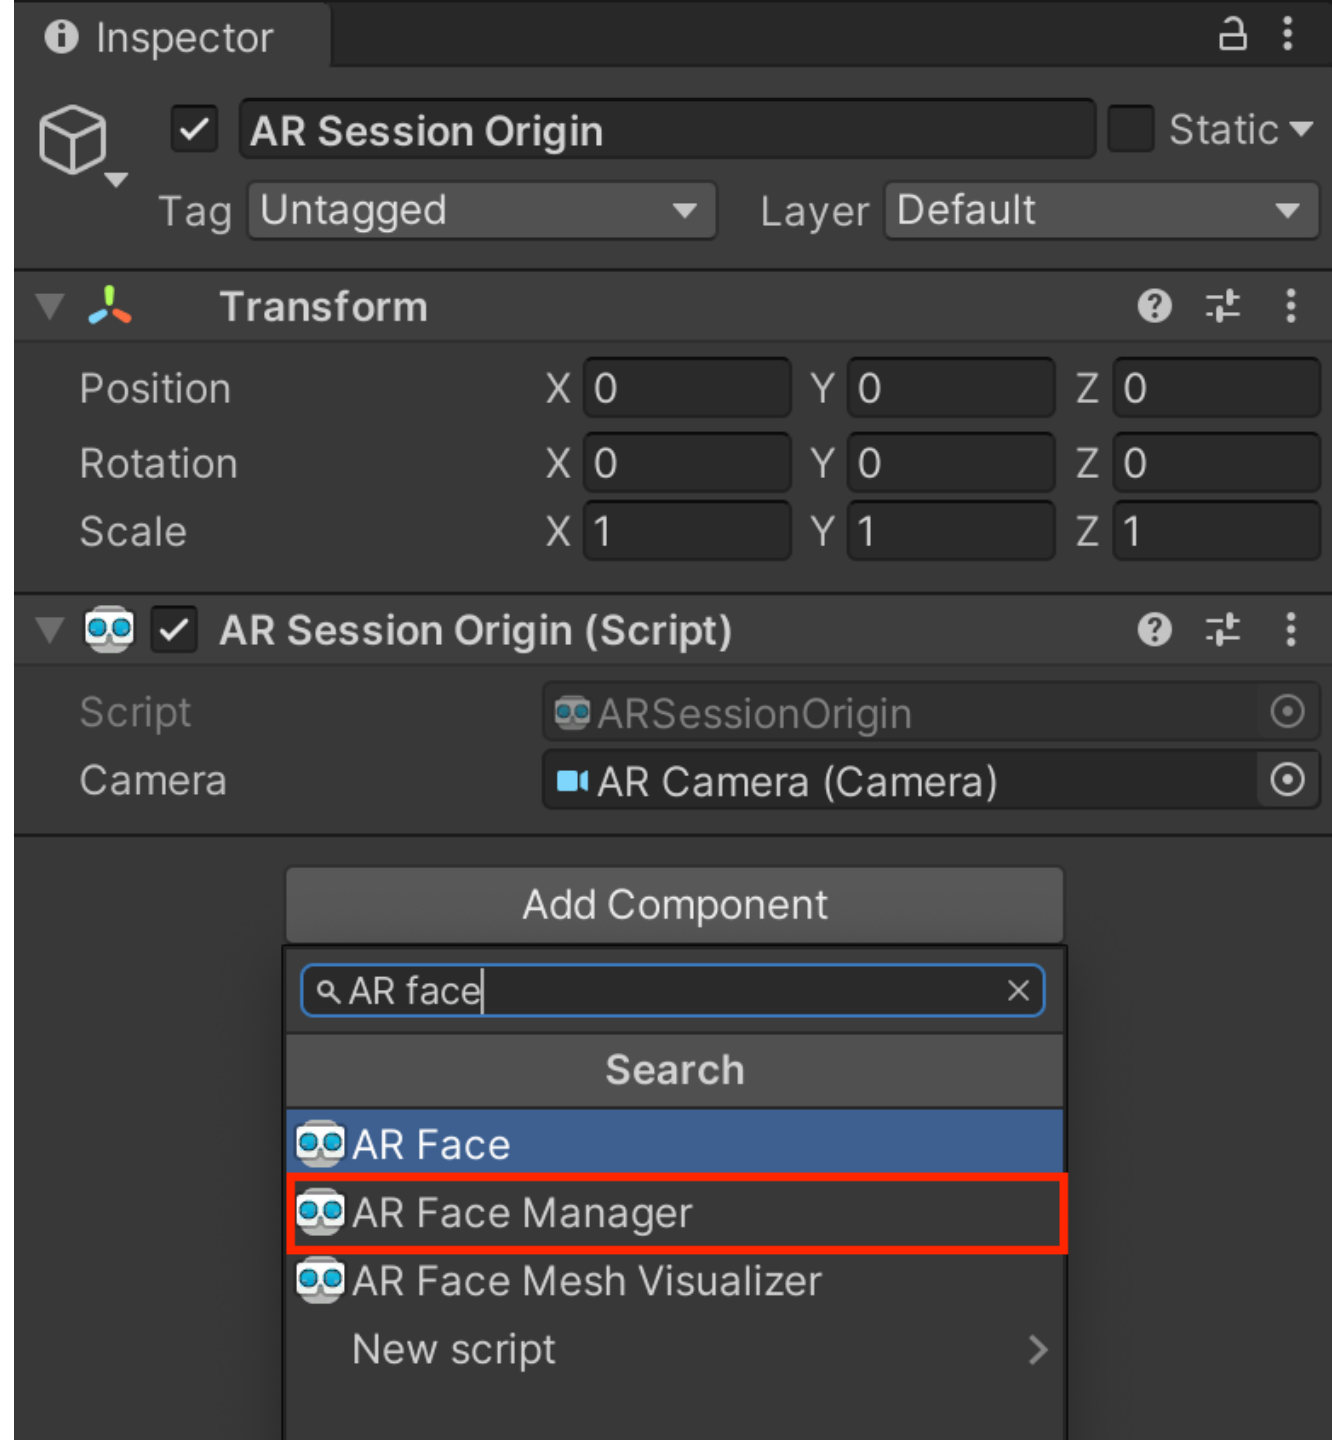 Inspector
AR Session Origin
Static
Tag Untagged Layer Default
Transform
Position X 0 Y 0 Z 0
Rotation X 0 Y 0 Z 0
Scale X 1 Y 1 Z 1
AR Session Origin (Script)
Script ARSessionOrigin
Camera AR Camera (Camera)
Add Component
AR face
Search
AR Face
AR Face Manager
AR Face Mesh Visualizer
New script